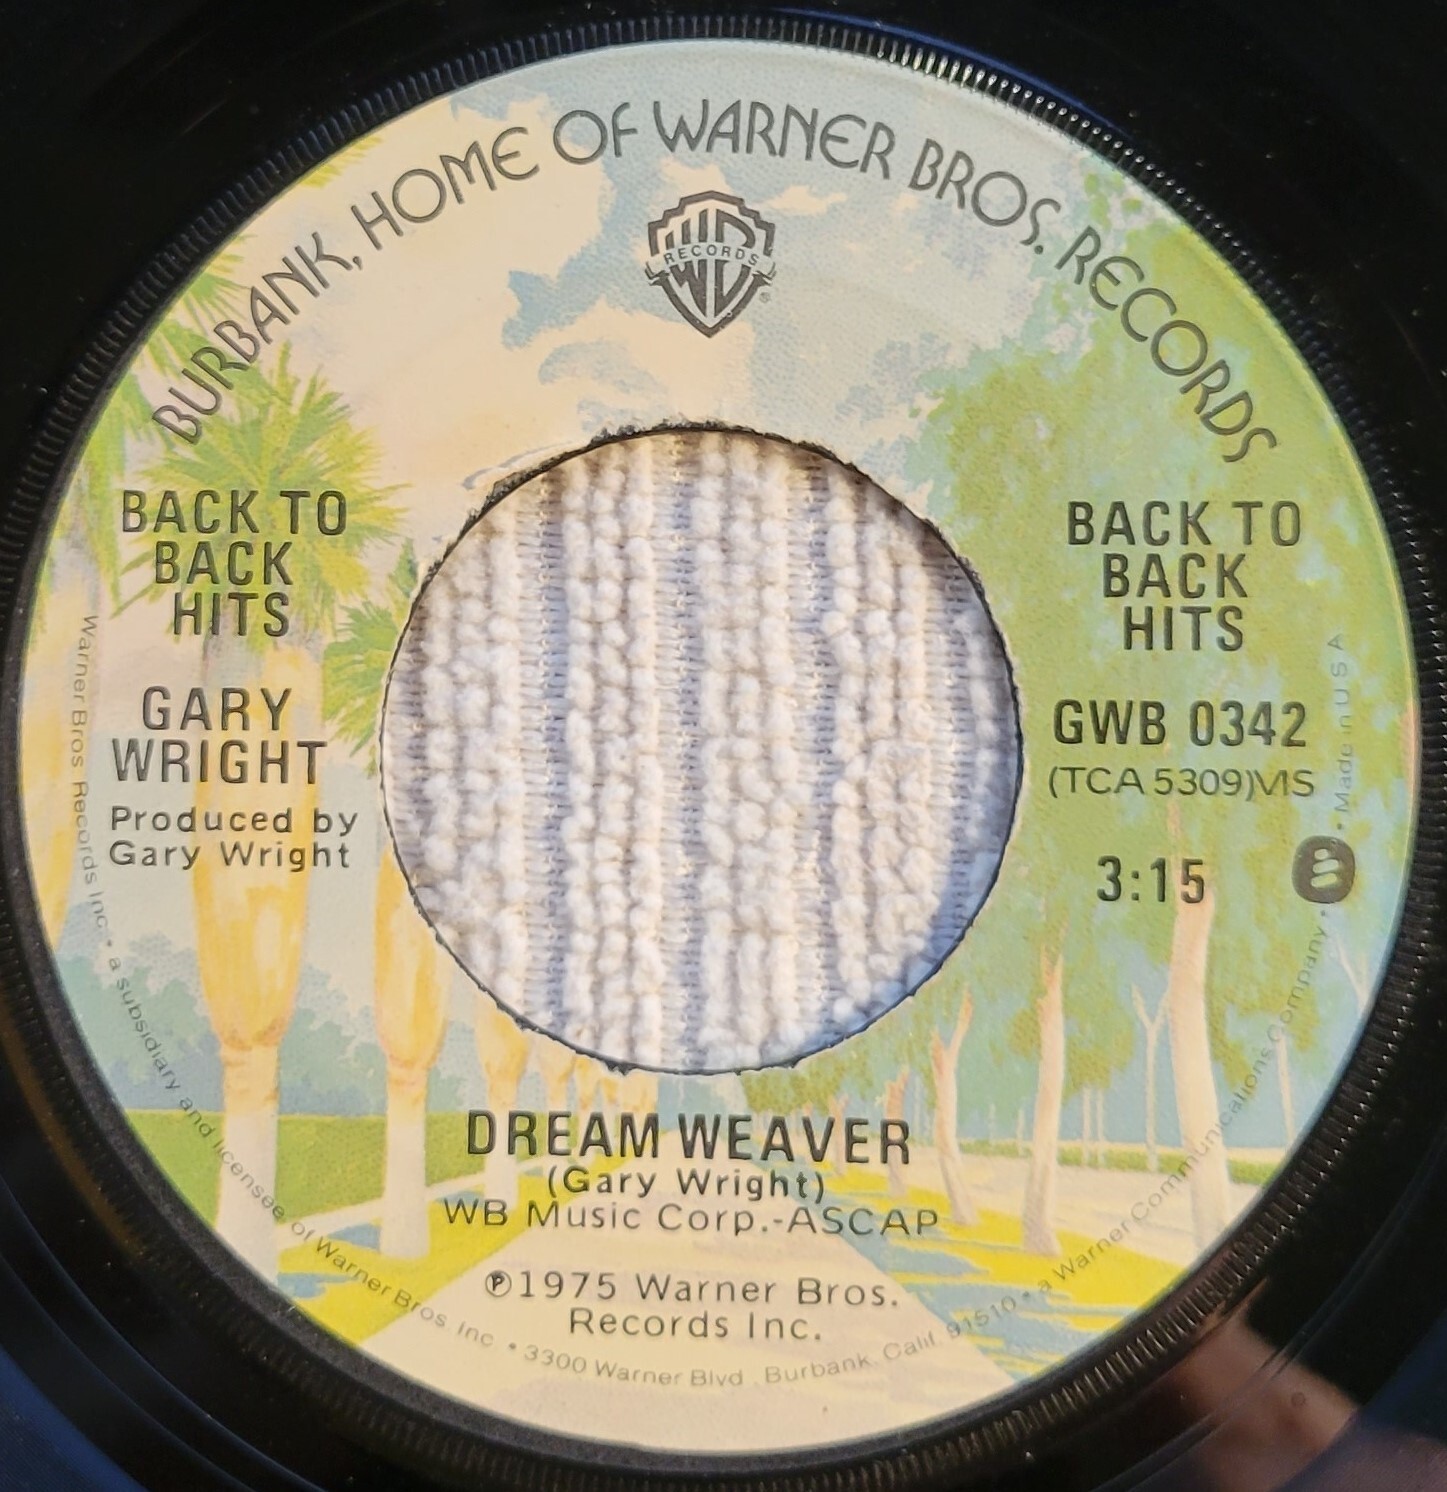 BURBANK, HOME OF WARNER BROS. RECORDS
RECORDS
BACK TO
BACK
HITS
GARY
WRIGHT
Produced by
Gary Wright
BACK TO
BACK
HITS
GWB 0342
(TCA 5309)VIS
3:15
DREAM WEAVER
(Gary Wright)
WB Music Corp.-ASCAP
℗1975 Warner Bros.
Records Inc.
Warner Bros Records Inc. • a subsidiary and licensee of Warner Bros Inc • 3300 Warner Blvd., Burbank, Calif. 91510 • a Warner Communications Company • Made in U S A